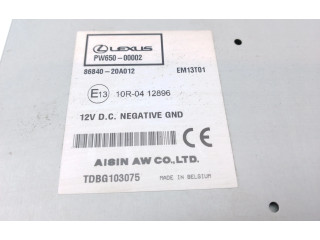 LEXUS
PW650-00002
86840-20A012 EM13T01
E13 10R-04 12896
12V D.C. NEGATIVE GND
AISIN AW CO.,LTD.
TDBG103075 MADE IN BELGIUM